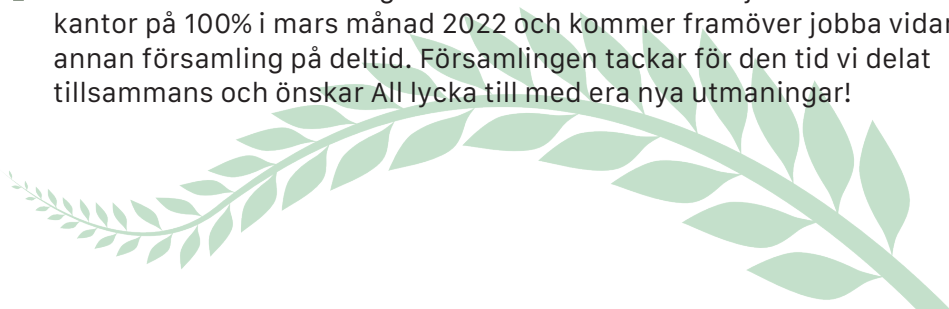 kantor på 100% i mars månad 2022 och kommer framöver jobba vidar
annan församling på deltid. Församlingen tackar för den tid vi delat
tillsammans och önskar All lycka till med era nya utmaningar!